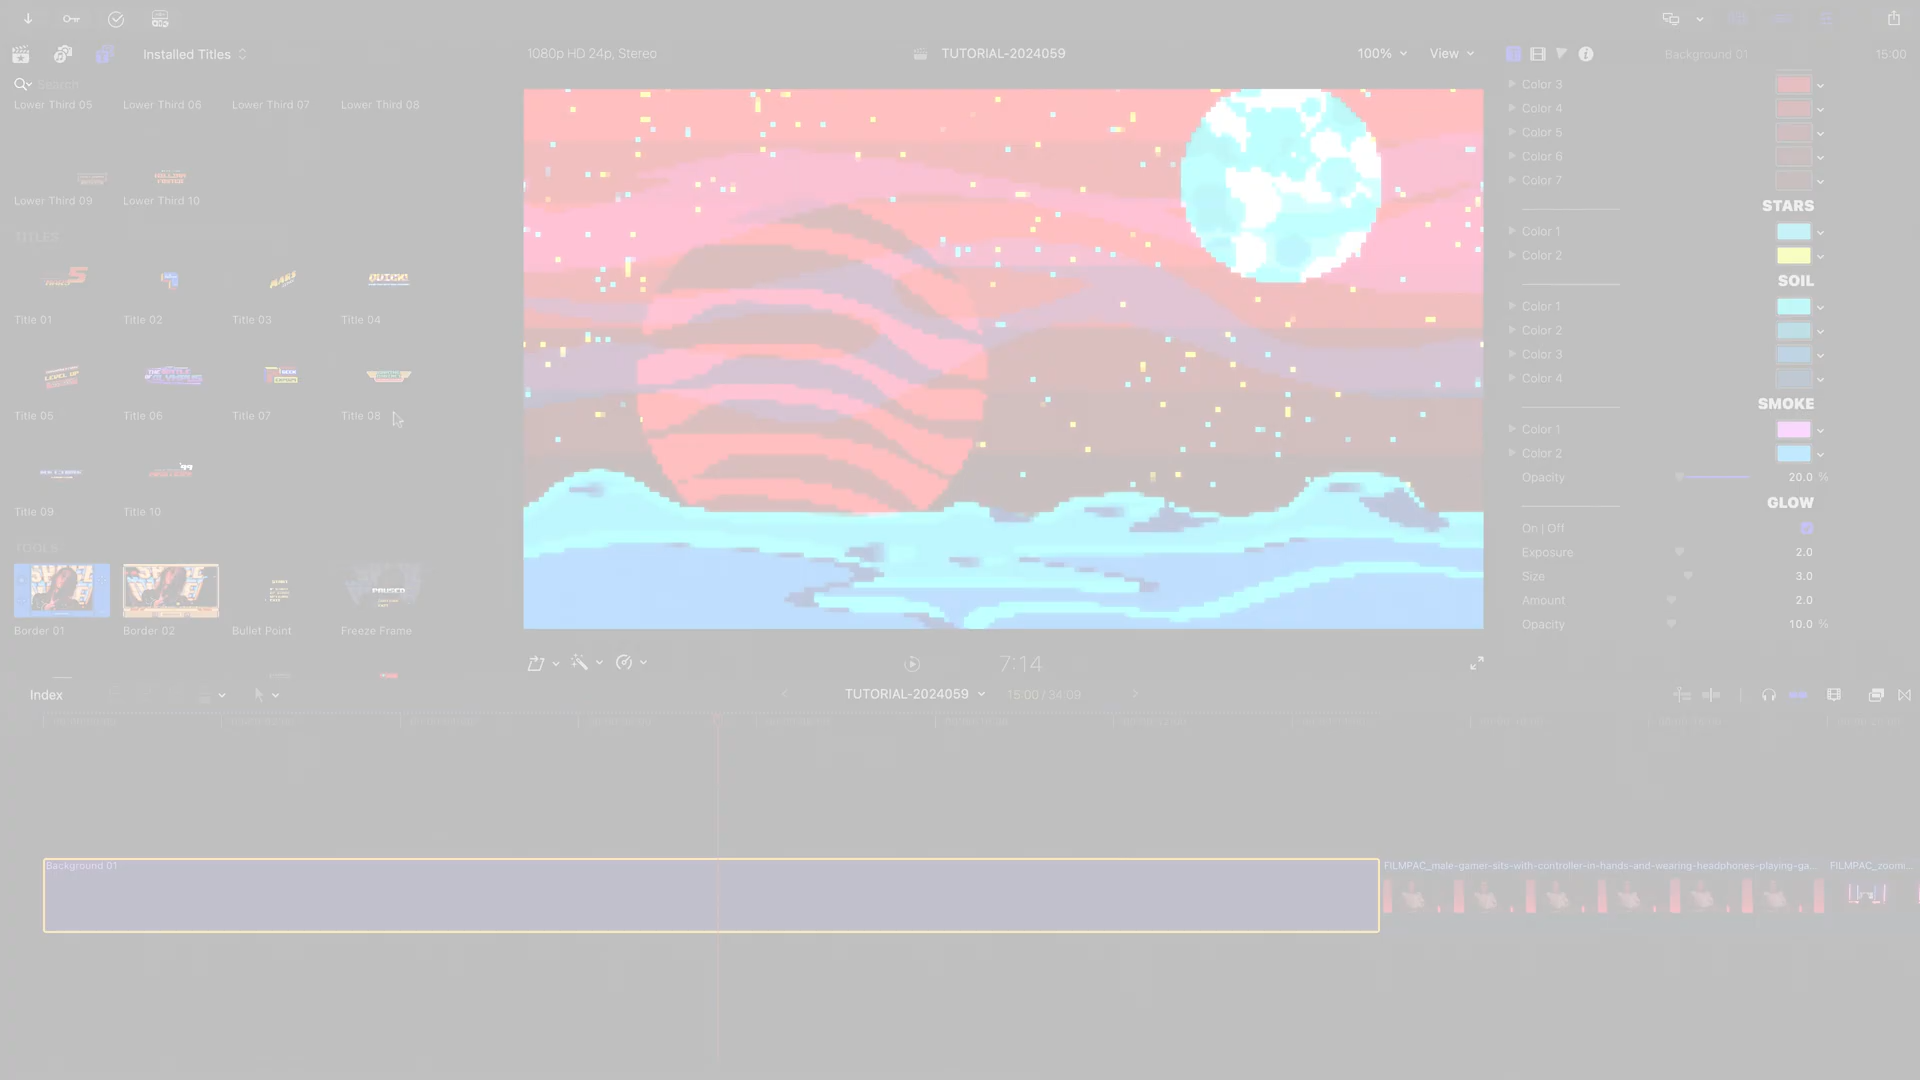 Installed Titles
1080p HD 24p, Stereo
TUTORIAL-2024059
100%
View
Background 01
15:00
Search
Lower Third 05
Lower Third 06
Lower Third 07
Lower Third 08
Lower Third 09
Lower Third 10
TITLES
Title 01
Title 02
Title 03
Title 04
Title 05
Title 06
Title 07
Title 08
Title 09
Title 10
TOOLS
PAUSED
Border 01
Border 02
Bullet Point
Freeze Frame
Color 3
Color 4
Color 5
Color 6
Color 7
STARS
Color 1
Color 2
SOIL
Color 1
Color 2
Color 3
Color 4
SMOKE
Color 1
Color 2
Opacity
20.0 %
GLOW
On | Off
Exposure
2.0
Size
3.0
Amount
2.0
Opacity
10.0 %
7:14
Index
TUTORIAL-2024059
15:00 / 34:09
Background 01
FILMPAC_male-gamer-sits-with-controller-in-hands-and-wearing-headphones-playing-ga...
FILMPAC_zoomi...